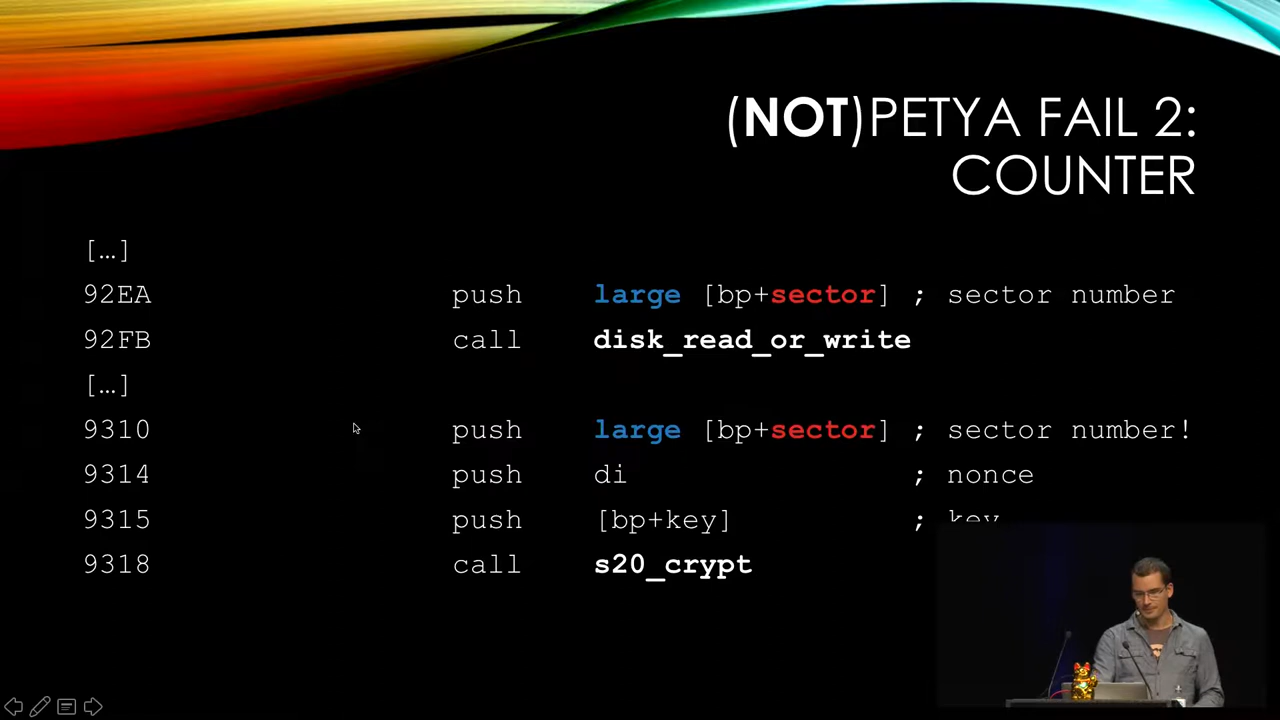 (NOT)PETYA FAIL 2:
COUNTER
[…]
92EA push large [bp+sector] ; sector number
92FB call disk_read_or_write
[…]
9310 push large [bp+sector] ; sector number!
9314 push di ; nonce
9315 push [bp+key] ; key
9318 call s20_crypt